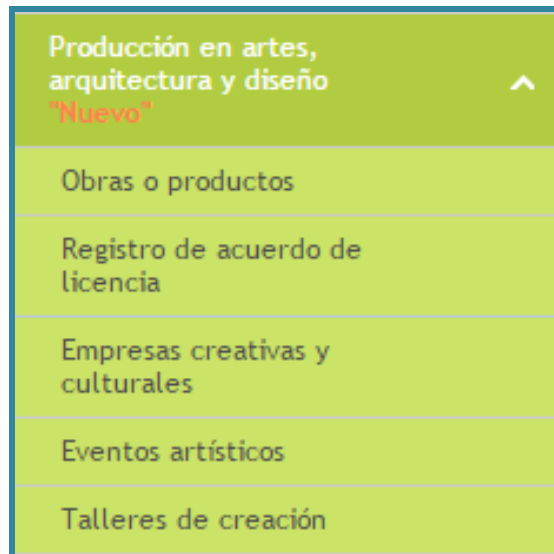 Producción en artes,
arquitectura y diseño
"Nuevo"
Obras o productos
Registro de acuerdo de
licencia
Empresas creativas y
culturales
Eventos artísticos
Talleres de creación